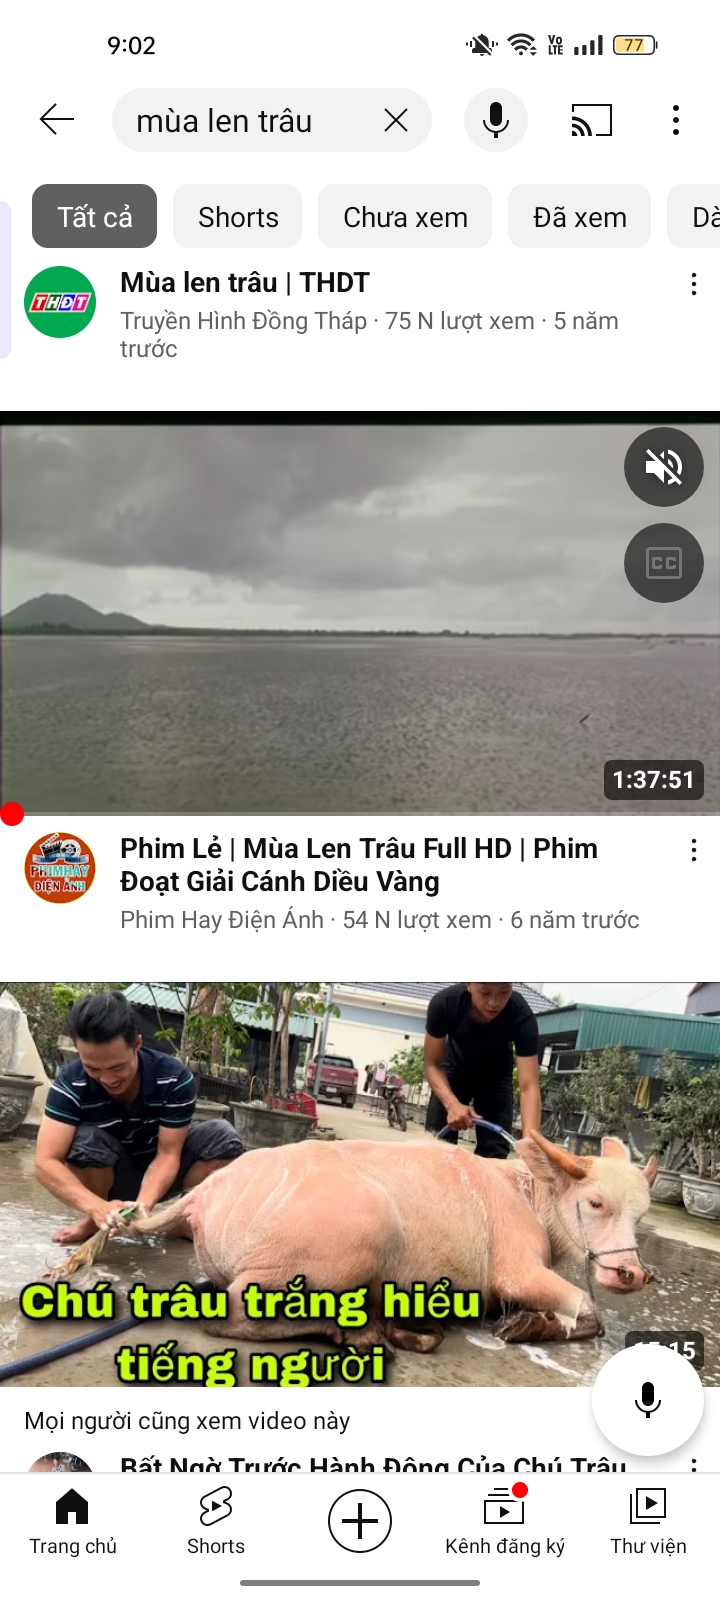 9:02
Vo
LTE
77
mùa len trâu
Tất cả
Shorts
Chưa xem
Đã xem
THĐT
Mùa len trâu | THDT
Truyền Hình Đồng Tháp · 75 N lượt xem · 5 năm
trước
CC
1:37:51
PHIM HAY
ĐIỆN ẢNH
Phim Lẻ | Mùa Len Trâu Full HD | Phim
Đoạt Giải Cánh Diều Vàng
Phim Hay Điện Ảnh · 54 N lượt xem · 6 năm trước
Chú trâu trắng hiểu
tiếng người
Mọi người cũng xem video này
Bất Ngờ Trước Hành Động Của Chú Trâu
Trang chủ
Shorts
Kênh đăng ký
Thư viện